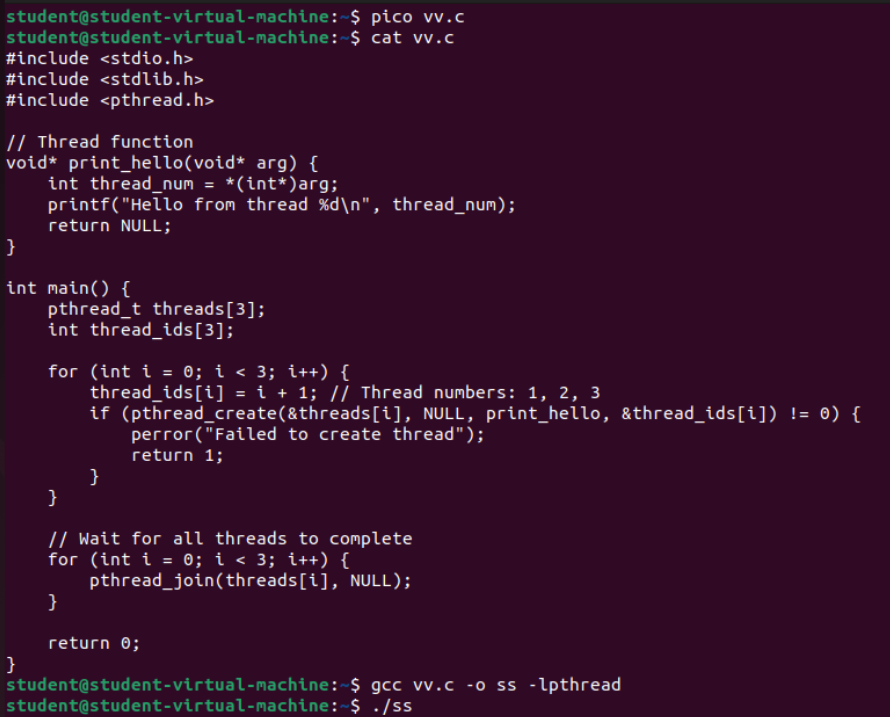 student@student-virtual-machine:~$ pico vv.c
student@student-virtual-machine:~$ cat vv.c
#include <stdio.h>
#include <stdlib.h>
#include <pthread.h>

// Thread function
void* print_hello(void* arg) {
    int thread_num = *(int*)arg;
    printf("Hello from thread %d\n", thread_num);
    return NULL;
}

int main() {
    pthread_t threads[3];
    int thread_ids[3];

    for (int i = 0; i < 3; i++) {
        thread_ids[i] = i + 1; // Thread numbers: 1, 2, 3
        if (pthread_create(&threads[i], NULL, print_hello, &thread_ids[i]) != 0) {
            perror("Failed to create thread");
            return 1;
        }
    }

    // Wait for all threads to complete
    for (int i = 0; i < 3; i++) {
        pthread_join(threads[i], NULL);
    }

    return 0;
}
student@student-virtual-machine:~$ gcc vv.c -o ss -lpthread
student@student-virtual-machine:~$ ./ss